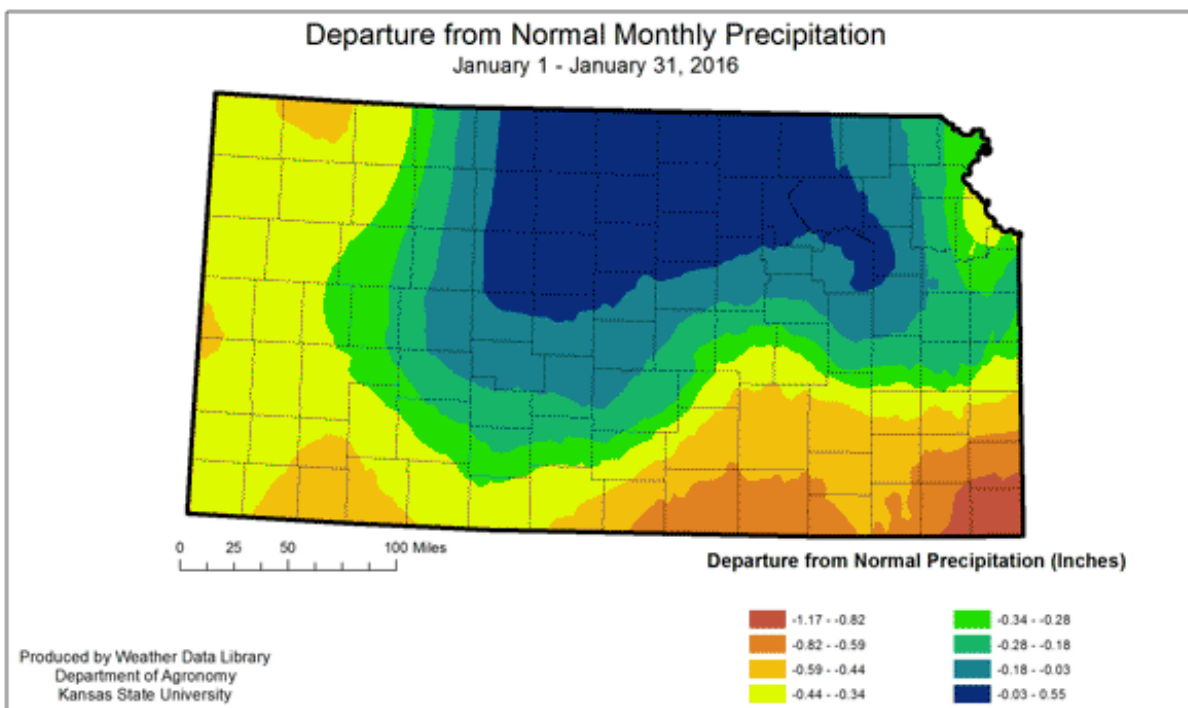 Departure from Normal Monthly Precipitation
January 1 - January 31, 2016
0 25 50 100 Miles
Departure from Normal Precipitation (Inches)
-1.17 - -0.82
-0.82 - -0.59
-0.59 - -0.44
-0.44 - -0.34
-0.34 - -0.28
-0.28 - -0.18
-0.18 - -0.03
-0.03 - 0.55
Produced by Weather Data Library
Department of Agronomy
Kansas State University